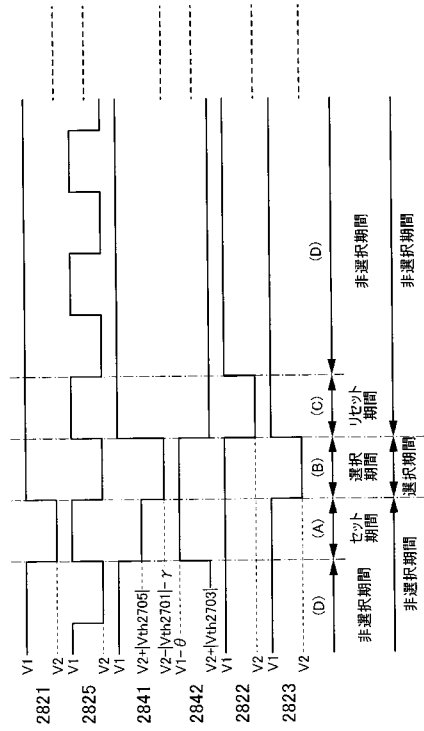 V1
2821
V2
V1
2825
V2
V1
2841
V2+|Vth2705|
V2-|Vth2701|-γ
V1-θ
2842
V2+|Vth2703|
V1
2822
V2
V1
2823
V2
(D) (A) (B) (C) (D)
非選択期間 セット期間 選択期間 リセット期間 非選択期間
非選択期間 選択期間 非選択期間